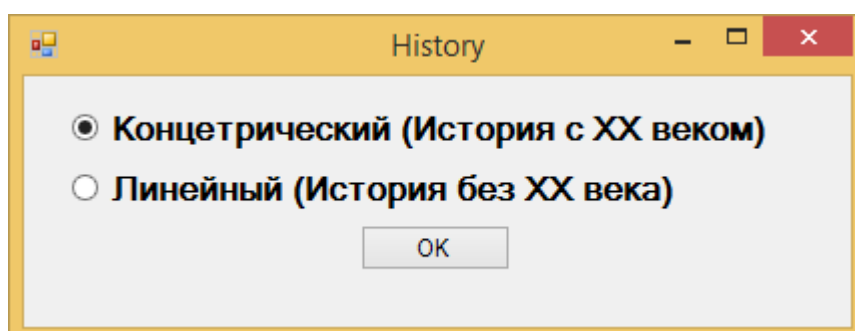 History
Концетрический (История с XX веком)
Линейный (История без XX века)
OK